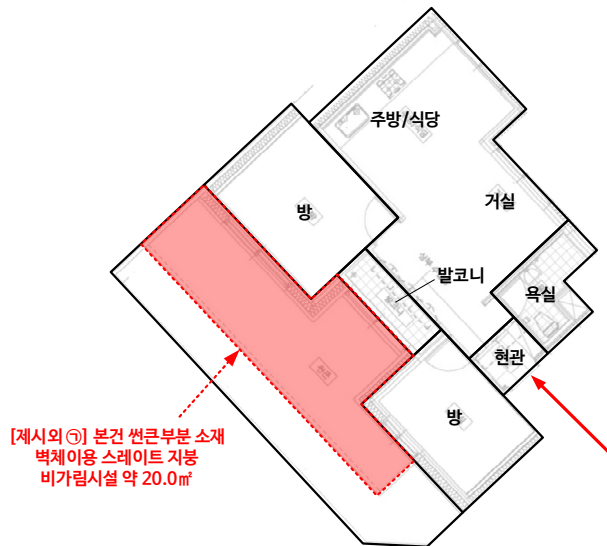 주방/식당
방
거실
발코니
욕실
현관
방
[제시외 ㉠] 본건 썬큰부분 소재
벽체이용 스레이트 지붕
비가림시설 약 20.0㎡